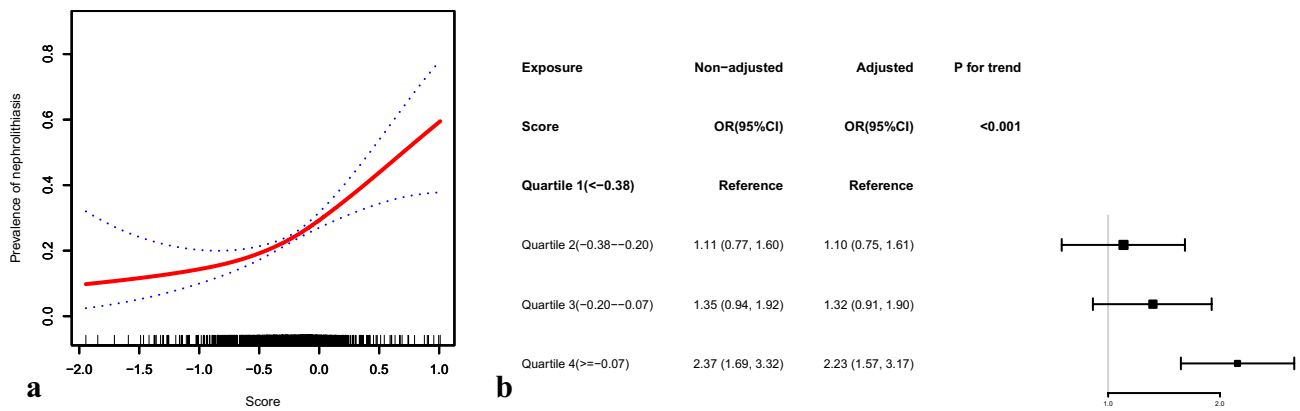 Prevalence of nephrolithiasis
0.8
0.6
0.4
0.2
0.0
−2.0 −1.5 −1.0 −0.5 0.0 0.5 1.0
Score
a
Exposure Non−adjusted Adjusted P for trend
Score OR(95%CI) OR(95%CI) <0.001
Quartile 1(<−0.38) Reference Reference
Quartile 2(−0.38−−0.20) 1.11 (0.77, 1.60) 1.10 (0.75, 1.61)
Quartile 3(−0.20−−0.07) 1.35 (0.94, 1.92) 1.32 (0.91, 1.90)
Quartile 4(>=−0.07) 2.37 (1.69, 3.32) 2.23 (1.57, 3.17)
1.0 2.0
b